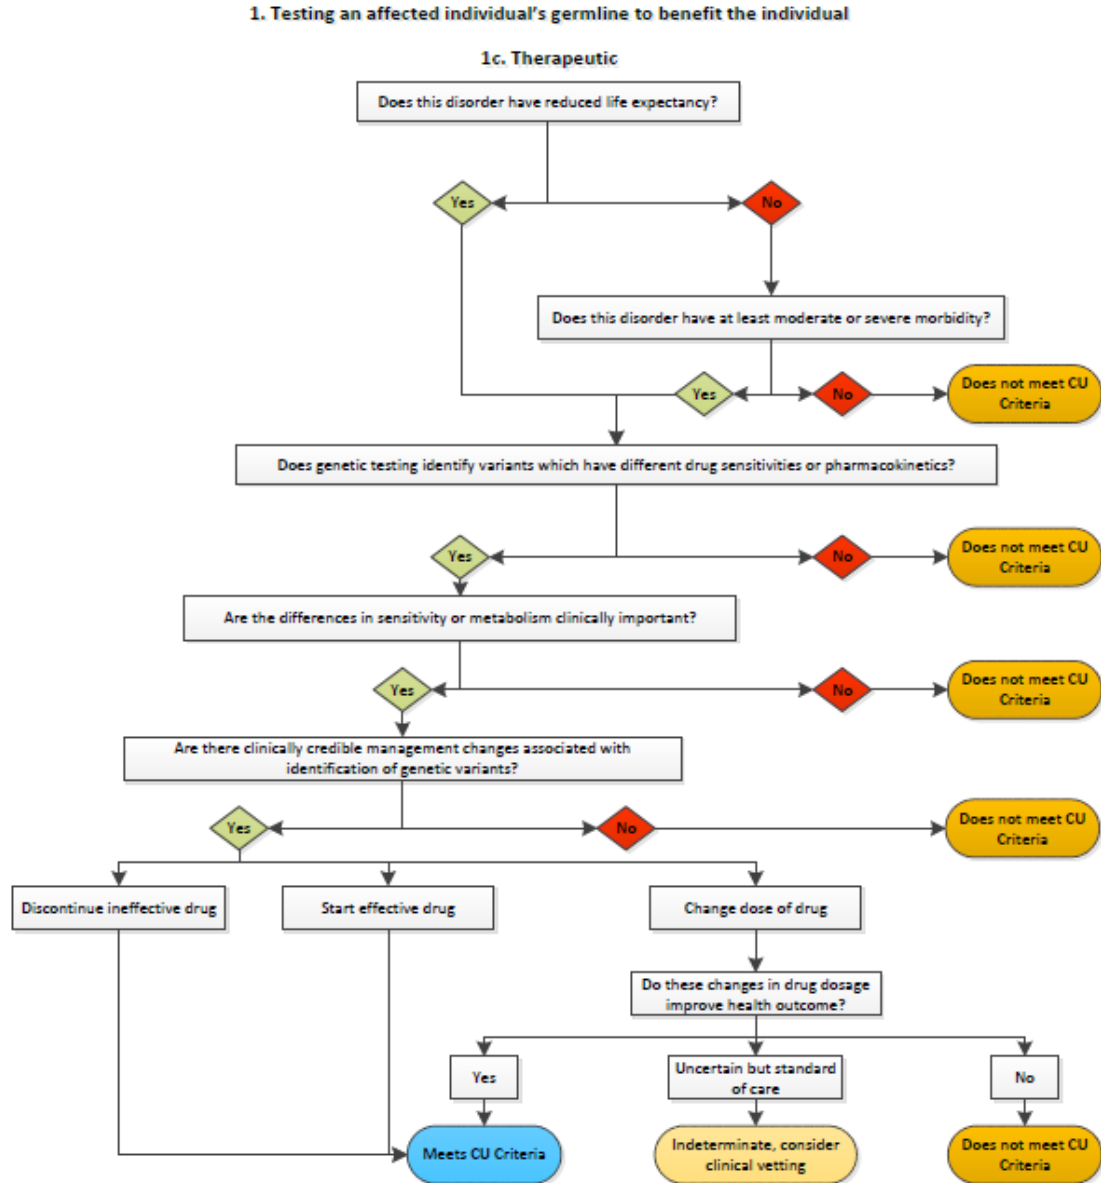 1. Testing an affected individual's germline to benefit the individual
1c. Therapeutic
Does this disorder have reduced life expectancy?
Yes
No
Does this disorder have at least moderate or severe morbidity?
Yes
No
Does not meet CU
Criteria
Does genetic testing identify variants which have different drug sensitivities or pharmacokinetics?
Yes
No
Does not meet CU
Criteria
Are the differences in sensitivity or metabolism clinically important?
Yes
No
Does not meet CU
Criteria
Are there clinically credible management changes associated with
identification of genetic variants?
Yes
No
Does not meet CU
Criteria
Discontinue ineffective drug
Start effective drug
Change dose of drug
Do these changes in drug dosage
improve health outcome?
Yes
Uncertain but standard
of care
No
Meets CU Criteria
Indeterminate, consider
clinical vetting
Does not meet CU
Criteria